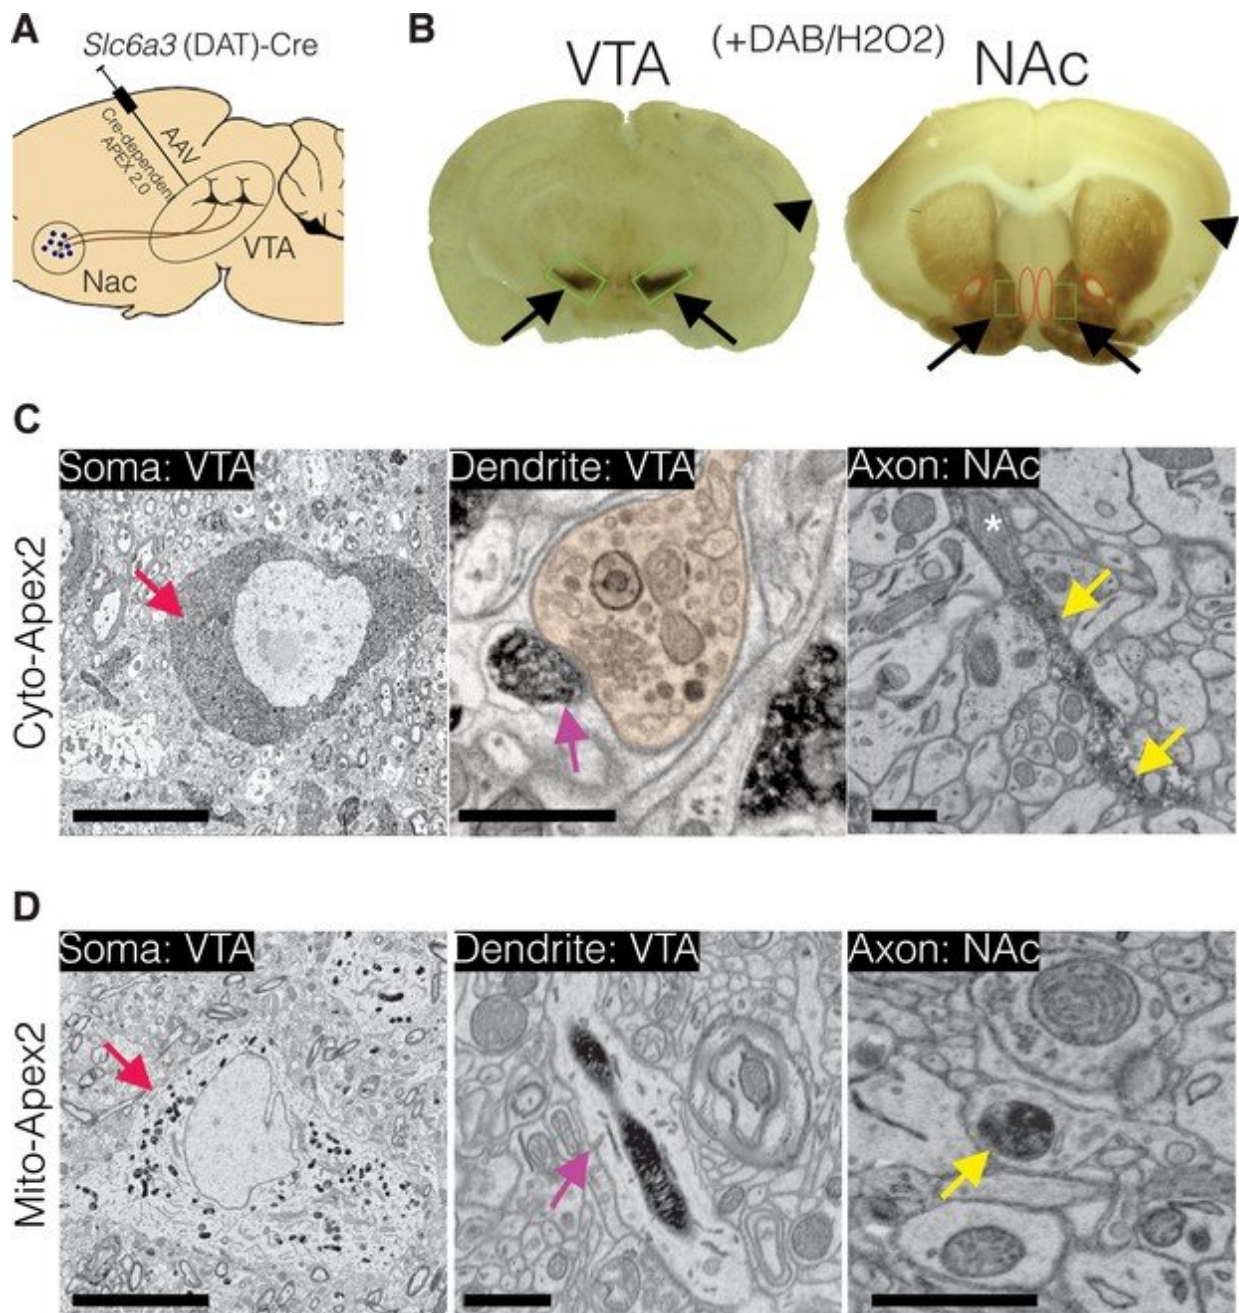 A
Slc6a3 (DAT)-Cre
AAV
Cre-dependent
APEX 2.0
VTA
Nac
B
(+DAB/H2O2)
VTA
NAc
C
Cyto-Apex2
Soma: VTA
Dendrite: VTA
Axon: NAc
*
D
Mito-Apex2
Soma: VTA
Dendrite: VTA
Axon: NAc